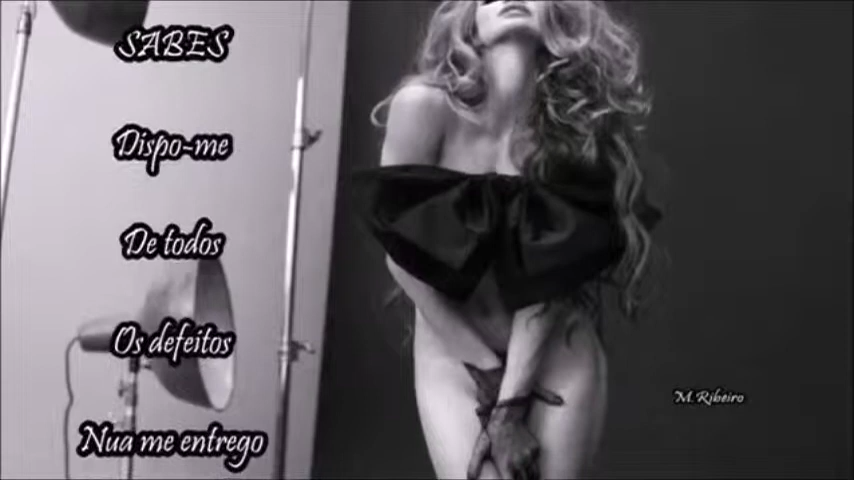 SABES
Dispo-me
De todos
Os defeitos
Nua me entrego
M.Ribeiro